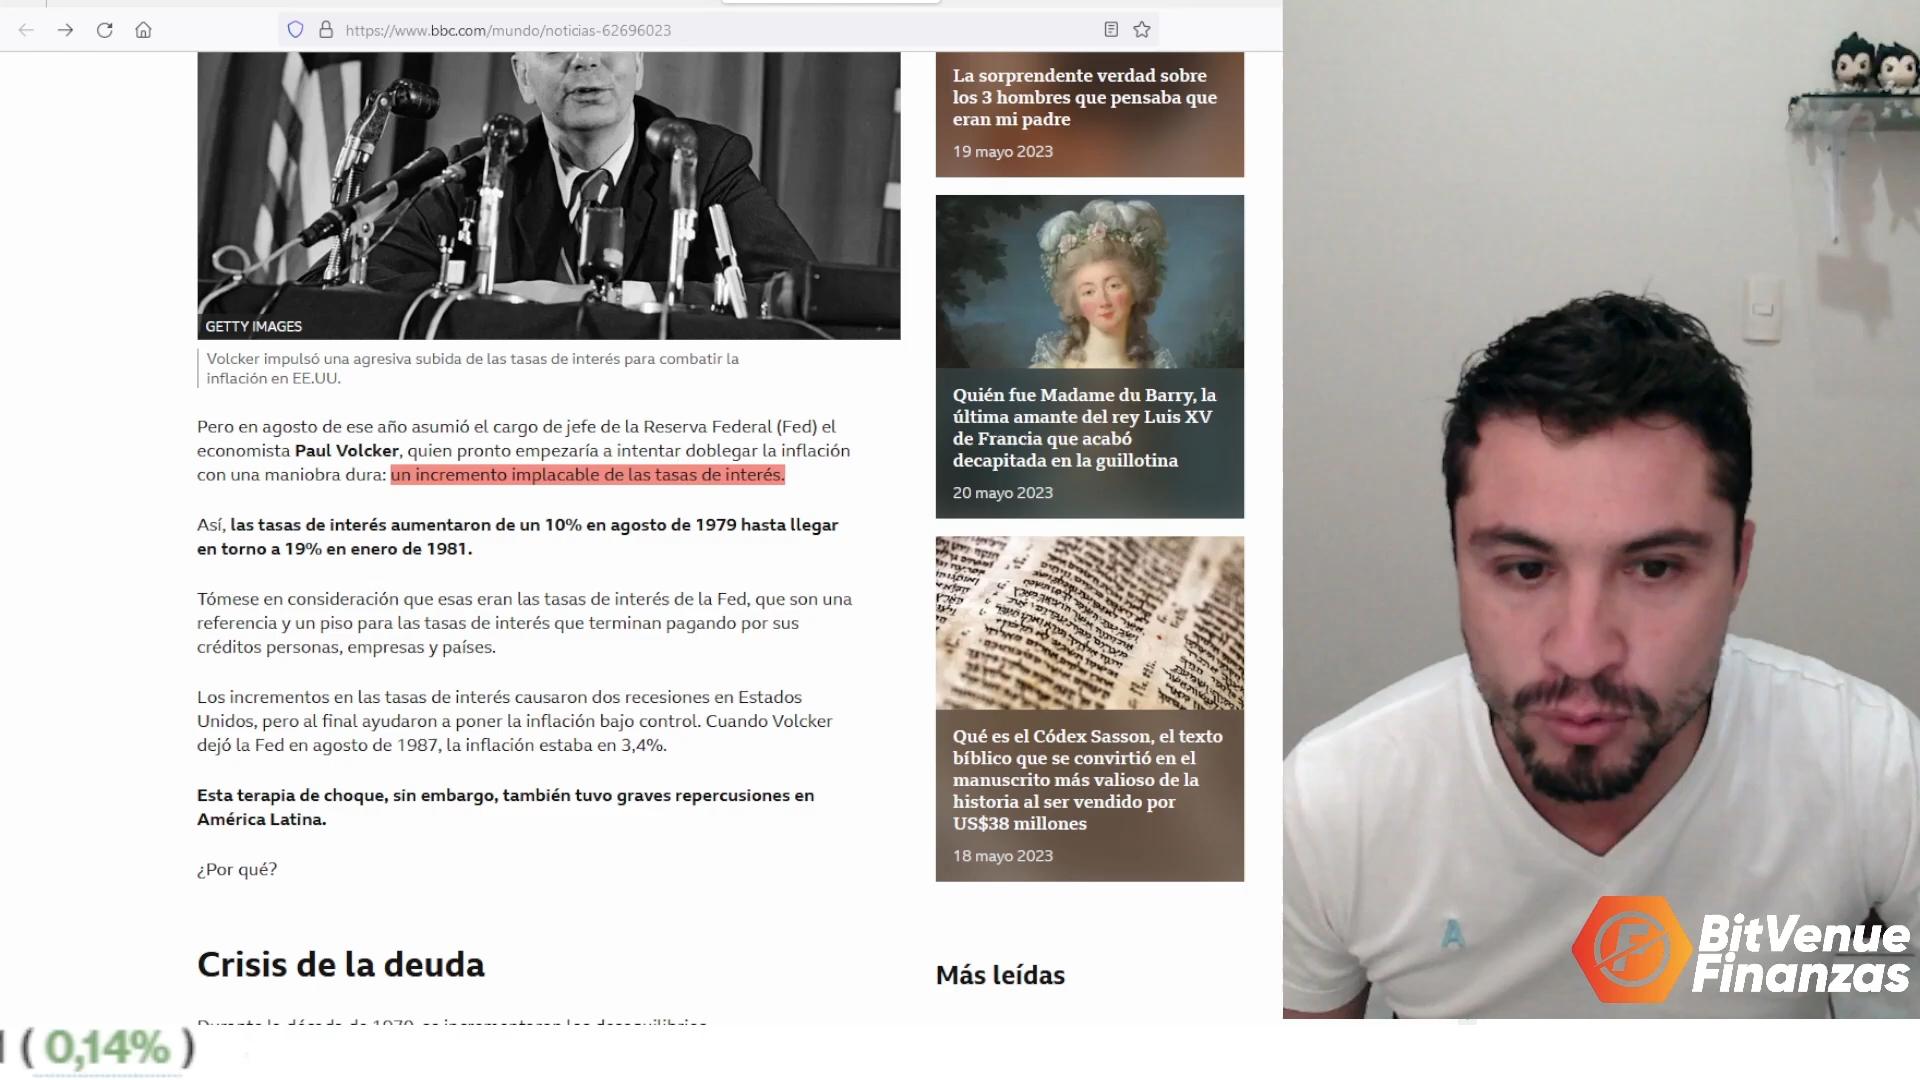 https://www.bbc.com/mundo/noticias-62696023
GETTY IMAGES
Volcker impulsó una agresiva subida de las tasas de interés para combatir la
inflación en EE.UU.
Pero en agosto de ese año asumió el cargo de jefe de la Reserva Federal (Fed) el
economista Paul Volcker, quien pronto empezaría a intentar doblegar la inflación
con una maniobra dura: un incremento implacable de las tasas de interés.
Así, las tasas de interés aumentaron de un 10% en agosto de 1979 hasta llegar
en torno a 19% en enero de 1981.
Tómese en consideración que esas eran las tasas de interés de la Fed, que son una
referencia y un piso para las tasas de interés que terminan pagando por sus
créditos personas, empresas y países.
Los incrementos en las tasas de interés causaron dos recesiones en Estados
Unidos, pero al final ayudaron a poner la inflación bajo control. Cuando Volcker
dejó la Fed en agosto de 1987, la inflación estaba en 3,4%.
Esta terapia de choque, sin embargo, también tuvo graves repercusiones en
América Latina.
¿Por qué?
Crisis de la deuda
La sorprendente verdad sobre
los 3 hombres que pensaba que
eran mi padre
19 mayo 2023
Quién fue Madame du Barry, la
última amante del rey Luis XV
de Francia que acabó
decapitada en la guillotina
20 mayo 2023
Qué es el Códex Sasson, el texto
bíblico que se convirtió en el
manuscrito más valioso de la
historia al ser vendido por
US$38 millones
18 mayo 2023
Más leídas
A
BitVenue
Finanzas
( 0,14% )